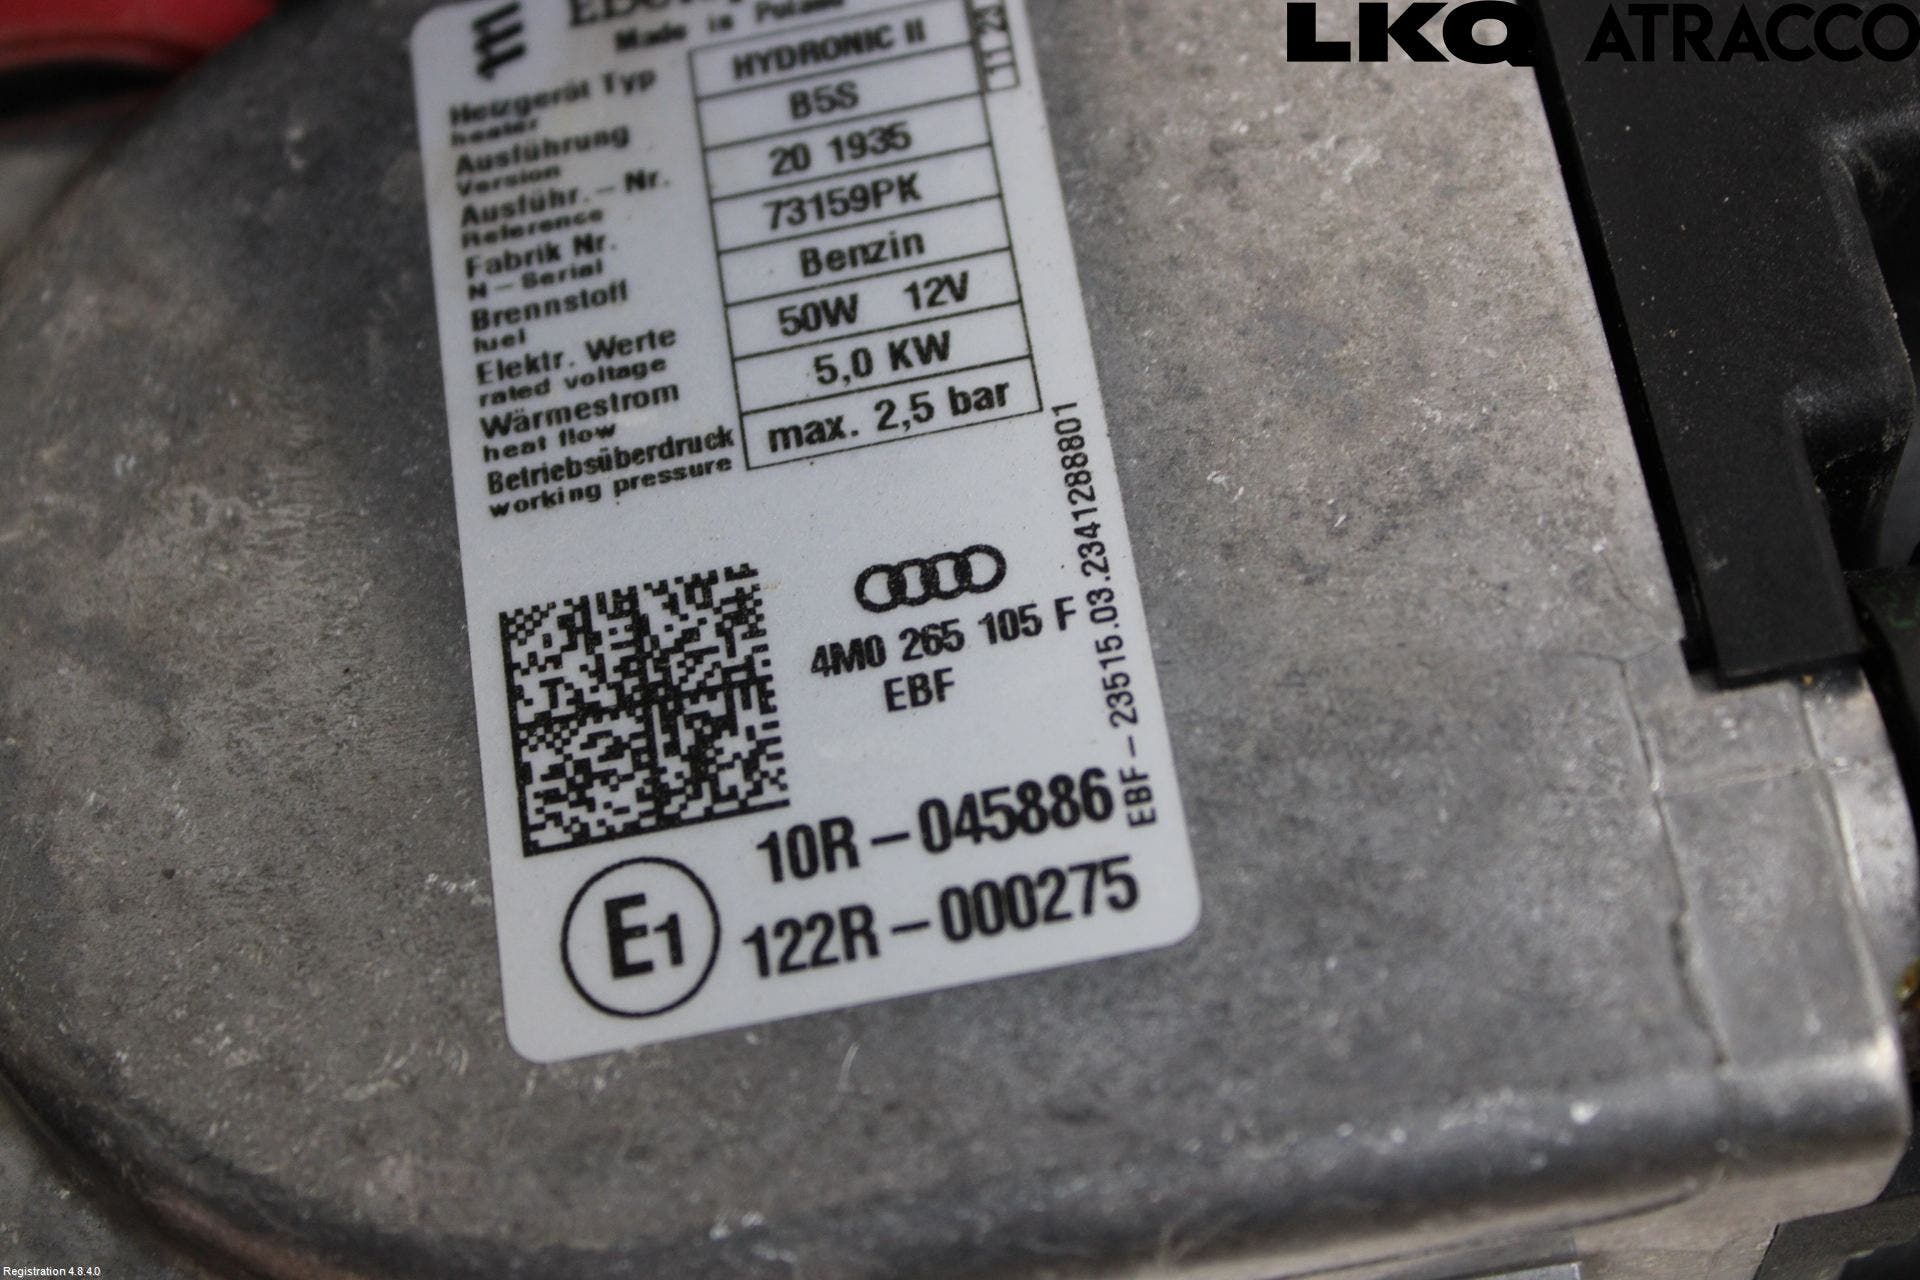 LKQ ATRACCO
Made in Poland
11 23
Heizgerät Typ
heater
HYDRONIC II
Ausführung
Version
B5S
Ausführ. - Nr.
Reference
20 1935
Fabrik Nr.
N - Serial
73159PK
Brennstoff
fuel
Benzin
Elektr. Werte
rated voltage
50W 12V
Wärmestrom
heat flow
5,0 KW
Betriebsüberdruck
working pressure
max. 2,5 bar
4M0 265 105 F
EBF
EBF - 23515.03.2341288801
10R - 045886
E1
122R - 000275
Registration 4.8.4.0